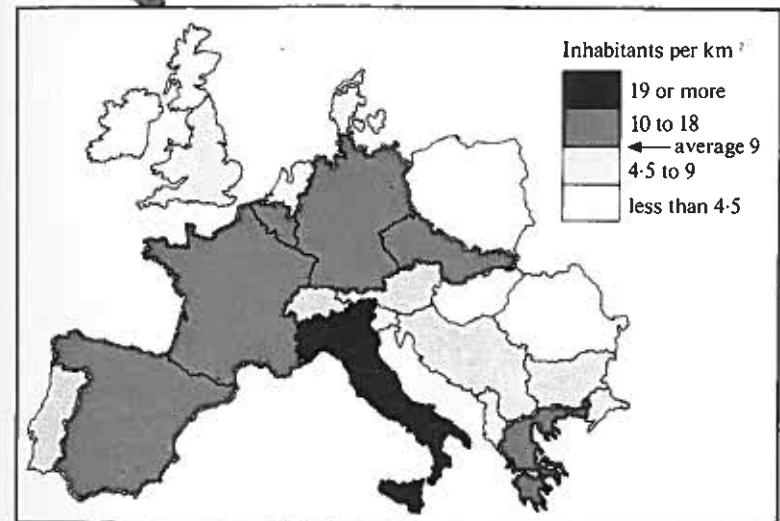 Inhabitants per km ²
19 or more
10 to 18
average 9
4·5 to 9
less than 4·5